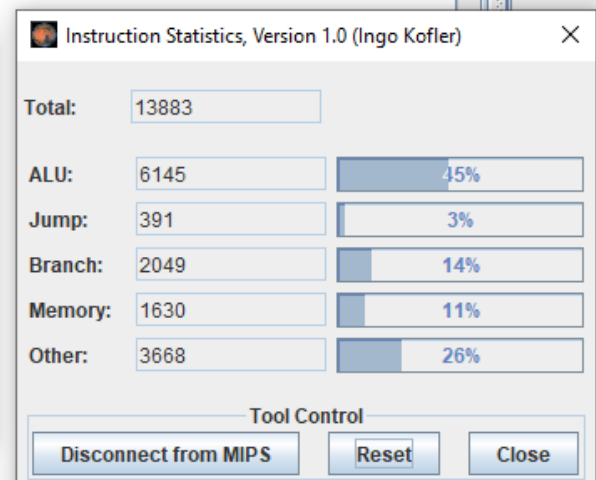 Instruction Statistics, Version 1.0 (Ingo Kofler)
Total: 13883
ALU: 6145 45%
Jump: 391 3%
Branch: 2049 14%
Memory: 1630 11%
Other: 3668 26%
Tool Control
Disconnect from MIPS Reset Close